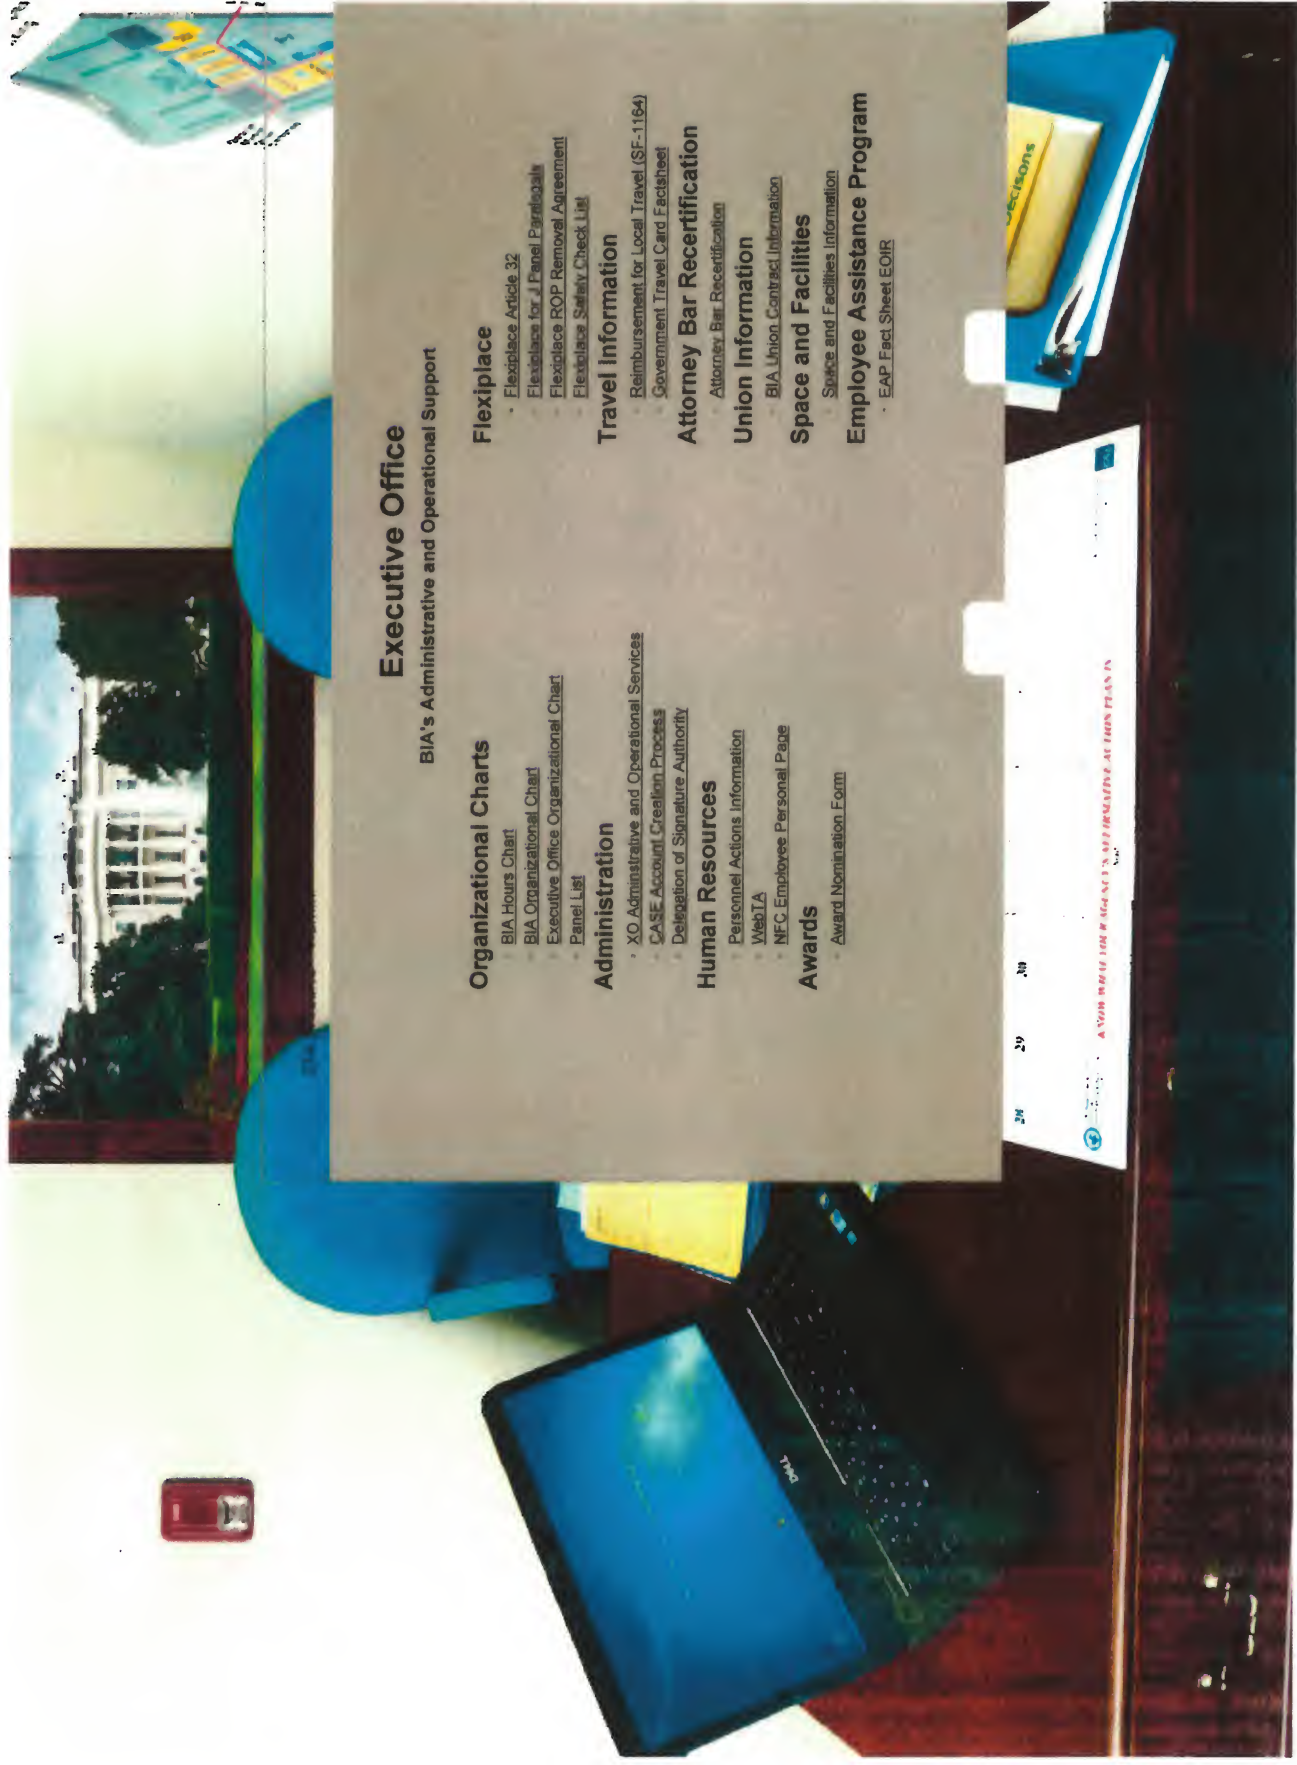 Executive Office
BIA's Administrative and Operational Support
Organizational Charts
- BIA Hours Chart
- BIA Organizational Chart
- Executive Office Organizational Chart
- Panel List
Administration
- XO Adminstrative and Operational Services
- CASE Account Creation Process
- Delegation of Signature Authority
Human Resources
- Personnel Actions Information
- WebTA
- NFC Employee Personal Page
Awards
- Award Nomination Form
Flexiplace
- Flexiplace Article 32
- Flexiplace for J Panel Paralegals
- Flexiplace ROP Removal Agreement
- Flexiplace Safety Check List
Travel Information
- Reimbursement for Local Travel (SF-1164)
- Government Travel Card Factsheet
Attorney Bar Recertification
- Attorney Bar Recertification
Union Information
- BIA Union Contract Information
Space and Facilities
- Space and Facilities Information
Employee Assistance Program
- EAP Fact Sheet EOIR
Decisons
28 29 30
DELL